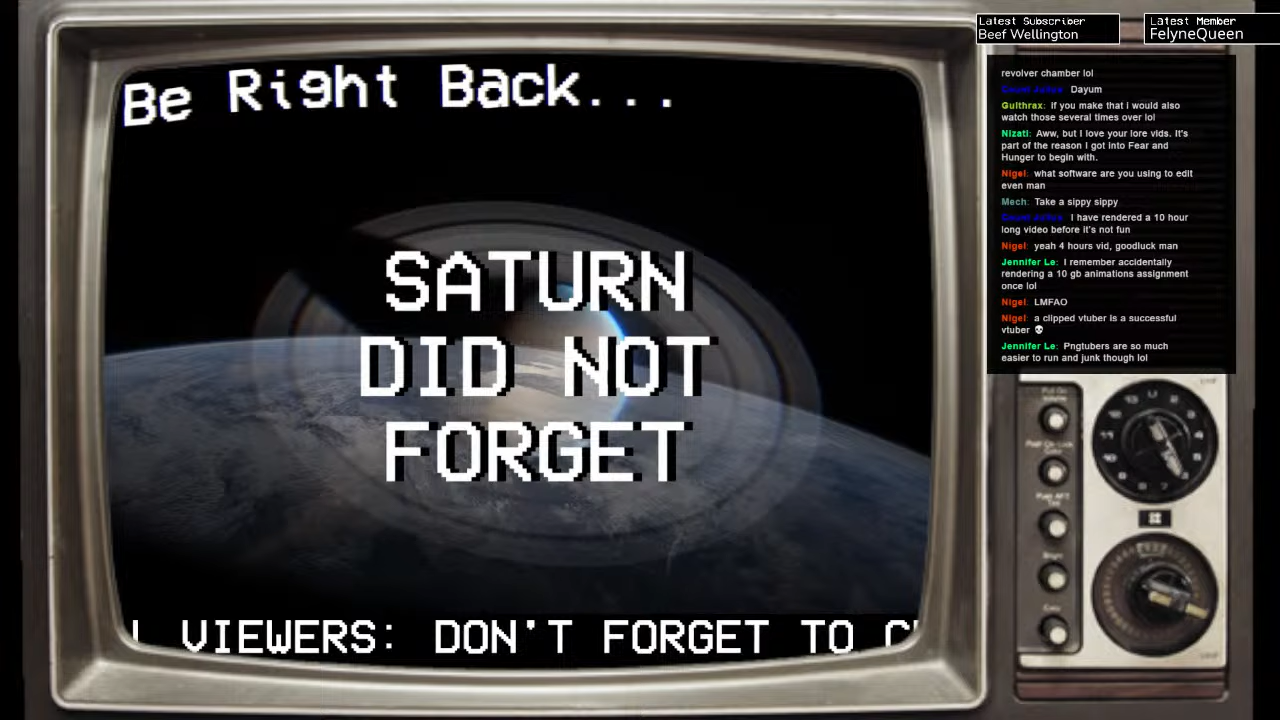 Latest Subscriber
Beef Wellington
Latest Member
FelyneQueen
Be Right Back...
SATURN
DID NOT
FORGET
VIEWERS: DON'T FORGET TO
revolver chamber lol
Dayum
Guithrax: if you make that i would also
watch those several times over lol
Nizati: Aww, but I love your lore vids. It's
part of the reason I got into Fear and
Hunger to begin with.
Nigel: what software are you using to edit
even man
Mech: Take a sippy sippy
I have rendered a 10 hour
long video before it's not fun
Nigel: yeah 4 hours vid, goodluck man
Jennifer Le: I remember accidentally
rendering a 10 gb animations assignment
once lol
Nigel: LMFAO
Nigel: a clipped vtuber is a successful
vtuber 💀
Jennifer Le: Pngtubers are so much
easier to run and junk though lol